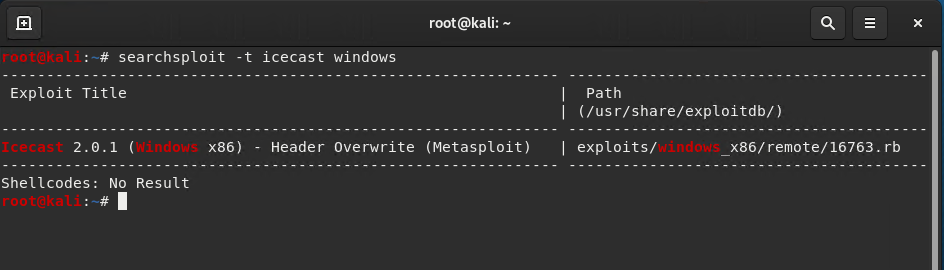 root@kali: ~
root@kali:~# searchsploit -t icecast windows
---------------------------------------------------------------- ----------------------------------------
Exploit Title | Path
| (/usr/share/exploitdb/)
---------------------------------------------------------------- ----------------------------------------
Icecast 2.0.1 (Windows x86) - Header Overwrite (Metasploit) | exploits/windows_x86/remote/16763.rb
---------------------------------------------------------------- ----------------------------------------
Shellcodes: No Result
root@kali:~#